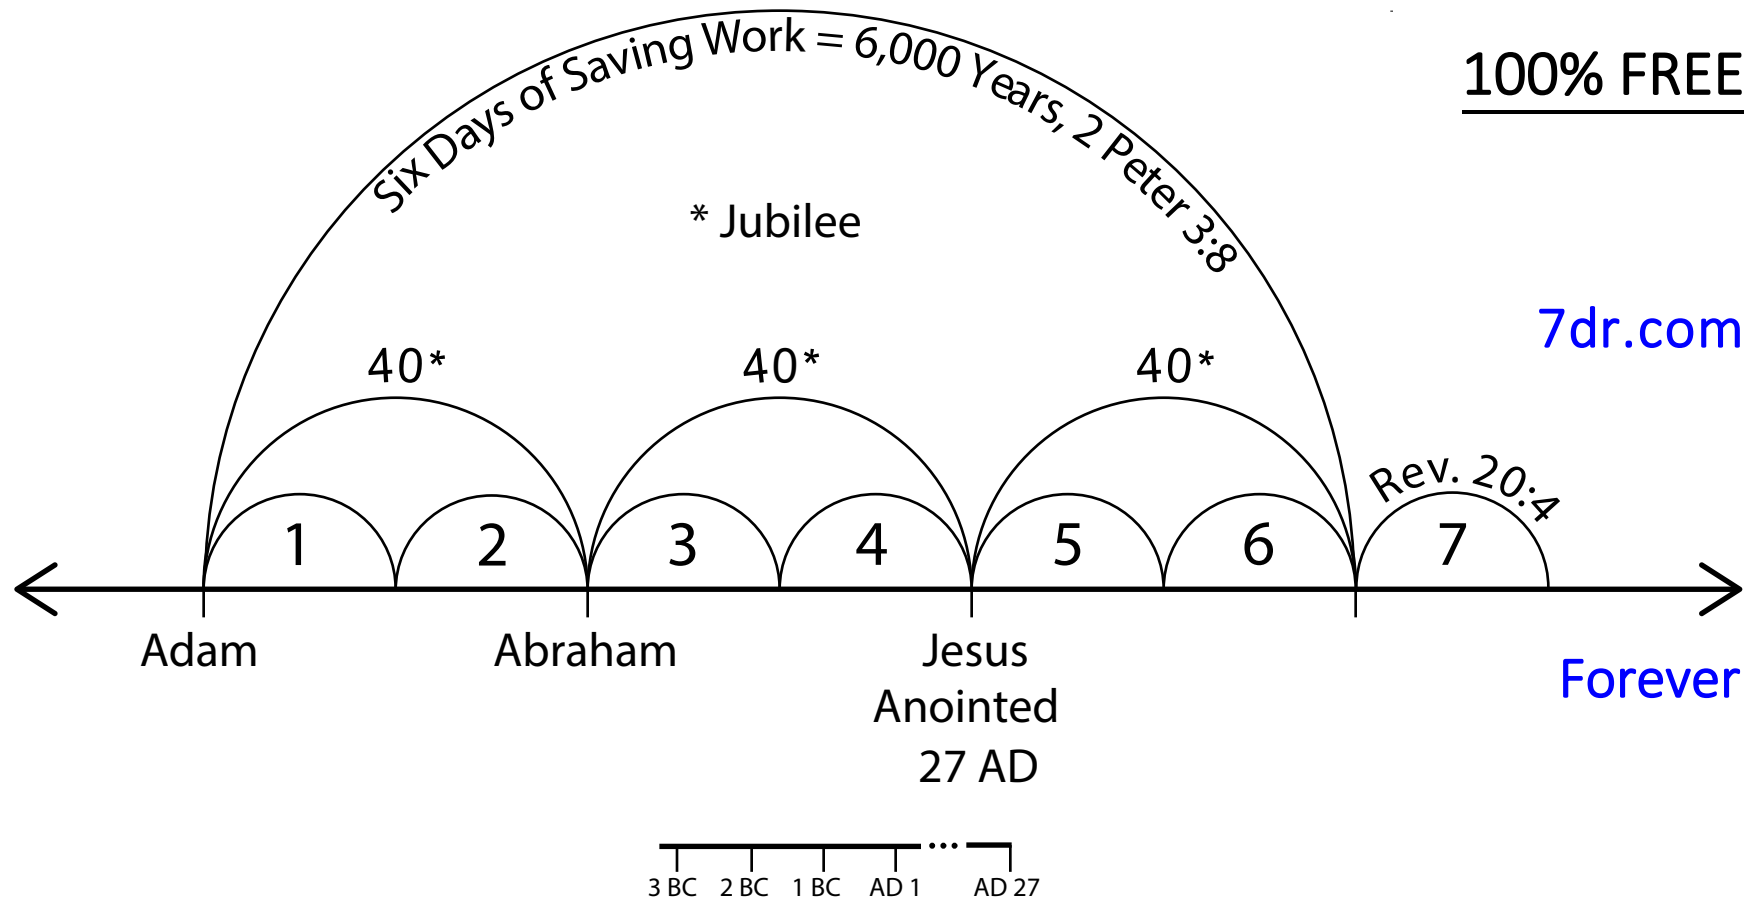 Six Days of Saving Work = 6,000 Years, 2 Peter 3:8
100% FREE
* Jubilee
7dr.com
40* 40* 40*
Rev. 20:4
1 2 3 4 5 6 7
Adam Abraham Jesus
Anointed
27 AD
Forever
3 BC 2 BC 1 BC AD 1 ... AD 27